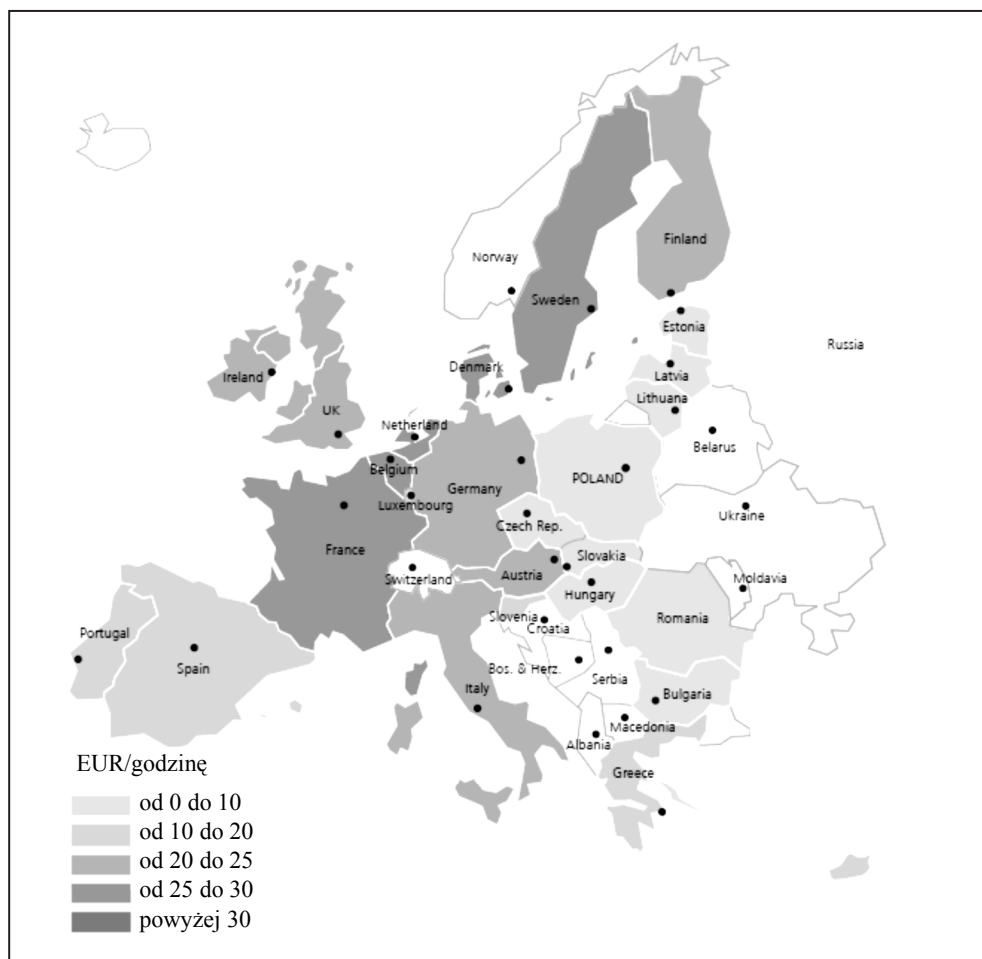 Norway
Finland
Sweden
Estonia
Russia
Denmark
Latvia
Ireland
Lithuana
UK
Netherland
Belarus
Belgium
POLAND
Germany
Luxembourg
Ukraine
Czech Rep.
France
Slovakia
Austria
Switzerland
Moldavia
Hungary
Slovenia
Romania
Croatia
Portugal
Spain
Bos. & Herz.
Serbia
Italy
Bulgaria
Macedonia
Albania
Greece
EUR/godzinę
od 0 do 10
od 10 do 20
od 20 do 25
od 25 do 30
powyżej 30